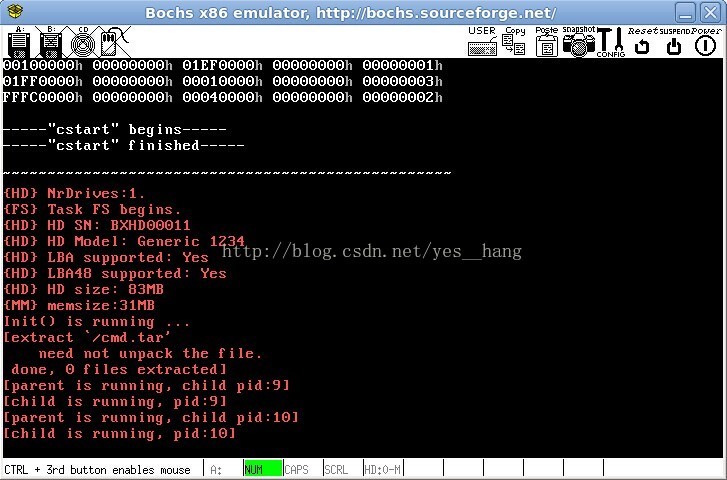 Bochs x86 emulator, http://bochs.sourceforge.net/
A: B: CD USER Copy Paste snapshot CONFIG Reset SUSPEND Power
00100000h 00000000h 01EF0000h 00000000h 00000001h
01FF0000h 00000000h 00010000h 00000000h 00000003h
FFFC0000h 00000000h 00040000h 00000000h 00000002h
-----"cstart" begins-----
-----"cstart" finished-----
~~~~~~~~~~~~~~~~~~~~~~~~~~~~~~~~~~~~~~~~~~~~~~~~~~~~~~~~
{HD} NrDrives:1.
{FS} Task FS begins.
{HD} HD SN: BXHD00011
{HD} HD Model: Generic 1234
http://blog.csdn.net/yes__hang
{HD} LBA supported: Yes
{HD} LBA48 supported: Yes
{HD} HD size: 83MB
{MM} memsize:31MB
Init() is running ...
[extract `/cmd.tar'
    need not unpack the file.
 done, 0 files extracted]
[parent is running, child pid:9]
[child is running, pid:9]
[parent is running, child pid:10]
[child is running, pid:10]
CTRL + 3rd button enables mouse A: NUM CAPS SCRL HD:0-M